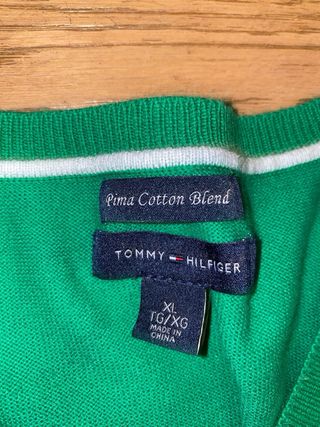 Pima Cotton Blend
TOMMY HILFIGER
XL
TG/XG
MADE IN
CHINA